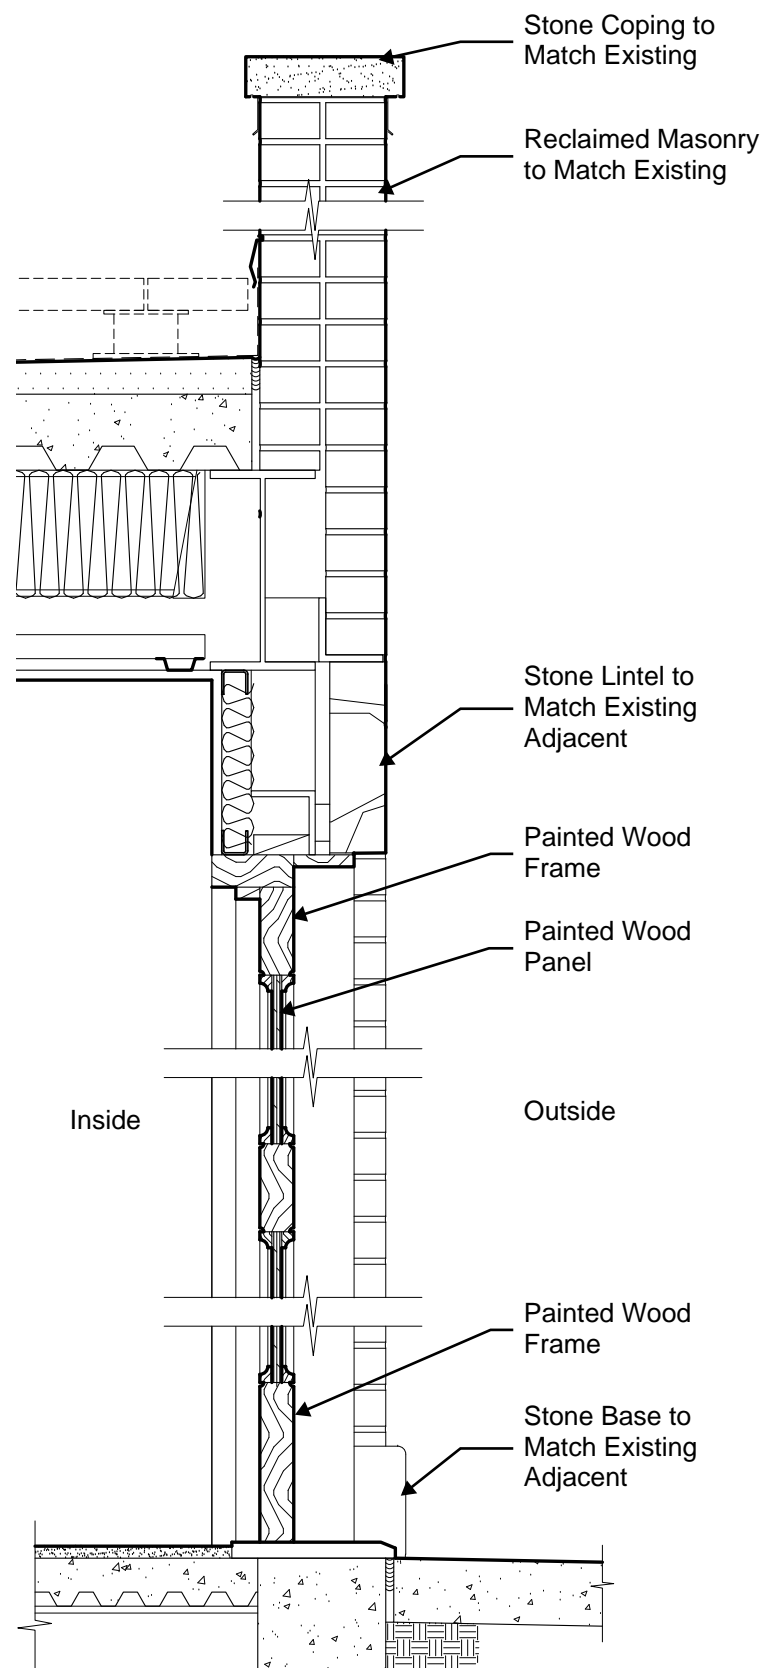 Stone Coping to
Match Existing
Reclaimed Masonry
to Match Existing
Stone Lintel to
Match Existing
Adjacent
Painted Wood
Frame
Painted Wood
Panel
Inside
Outside
Painted Wood
Frame
Stone Base to
Match Existing
Adjacent